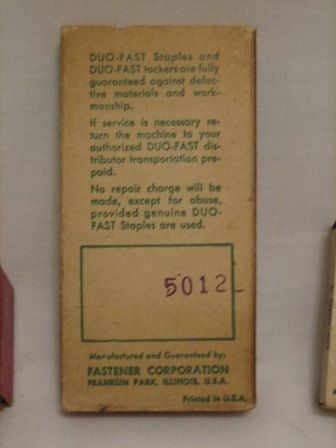 DUO-FAST Staples and
DUO-FAST tackers are fully
guaranteed against defec-
tive materials and work-
manship.
If service is necessary re-
turn the machine to your
authorized DUO-FAST dis-
tributor transportation pre-
paid.
No repair charge will be
made, except for abuse,
provided genuine DUO-
FAST Staples are used.
5012
Manufactured and Guaranteed by:
FASTENER CORPORATION
FRANKLIN PARK, ILLINOIS, U.S.A.
Printed in U.S.A.